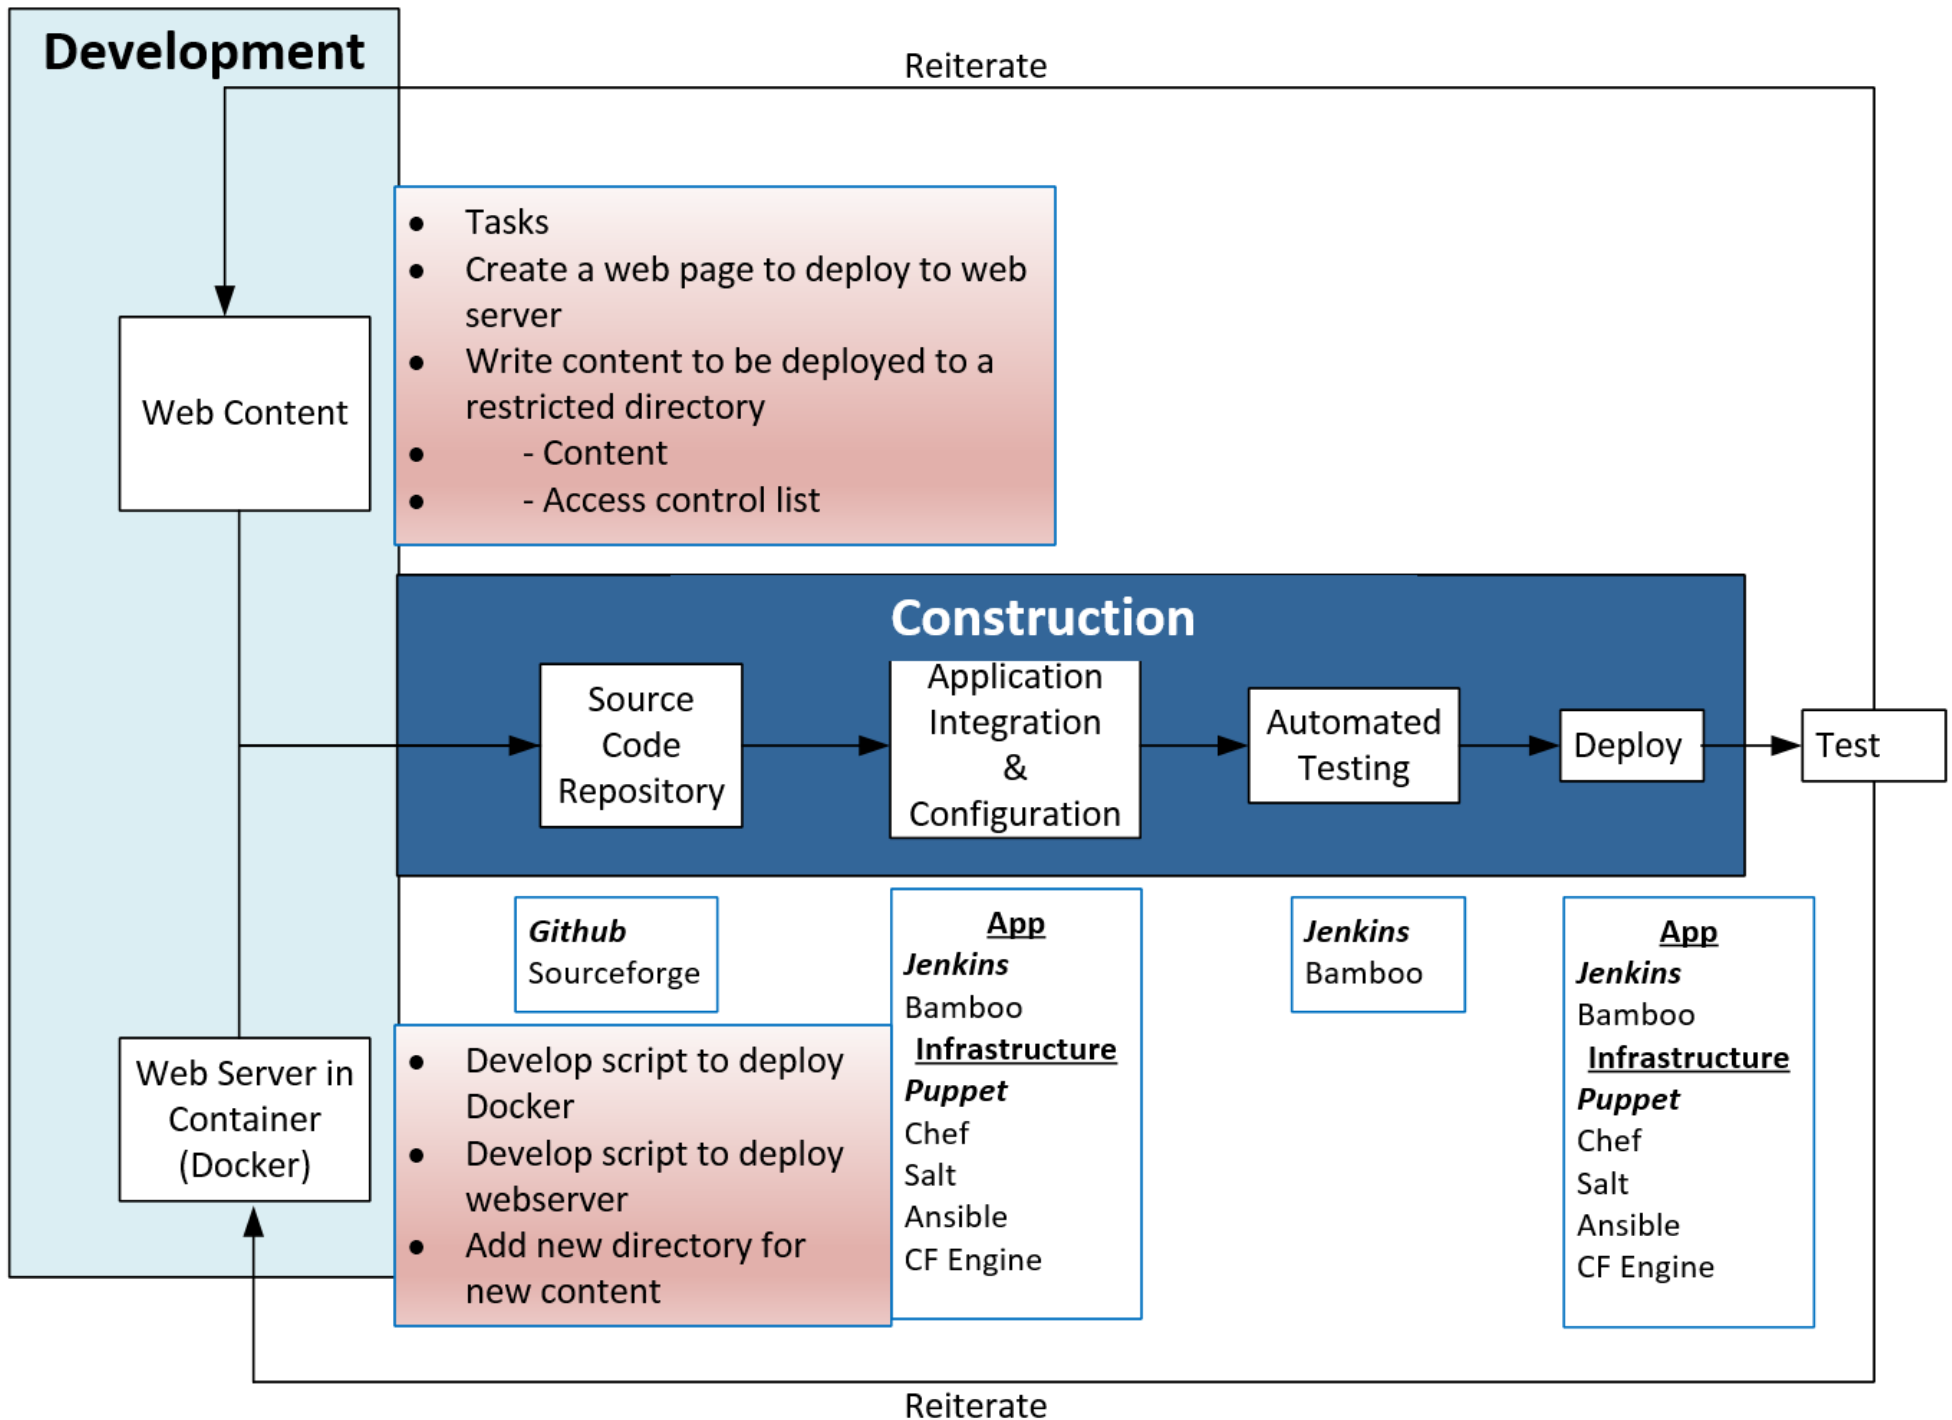 Development
Reiterate
• Tasks
• Create a web page to deploy to web
server
• Write content to be deployed to a
restricted directory
• - Content
• - Access control list
Web Content
Construction
Source
Code
Repository
Application
Integration
&
Configuration
Automated
Testing
Deploy
Test
Github
Sourceforge
App
Jenkins
Bamboo
Infrastructure
Puppet
Chef
Salt
Ansible
CF Engine
Jenkins
Bamboo
App
Jenkins
Bamboo
Infrastructure
Puppet
Chef
Salt
Ansible
CF Engine
Web Server in
Container
(Docker)
• Develop script to deploy
Docker
• Develop script to deploy
webserver
• Add new directory for
new content
Reiterate